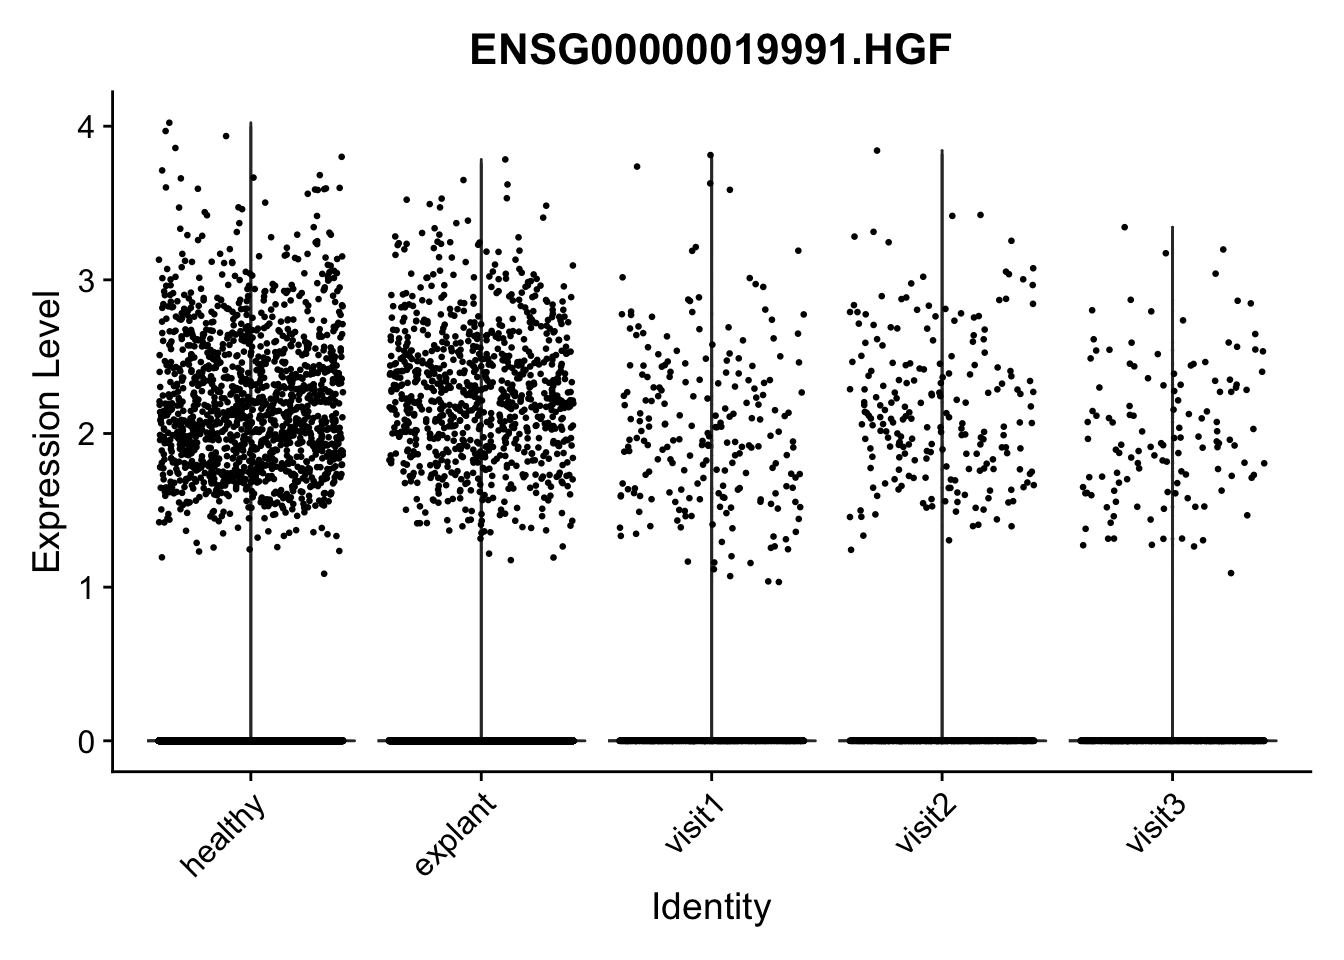 ENSG00000019991.HGF
Expression Level
4
3
2
1
0
healthy
explant
visit1
visit2
visit3
Identity